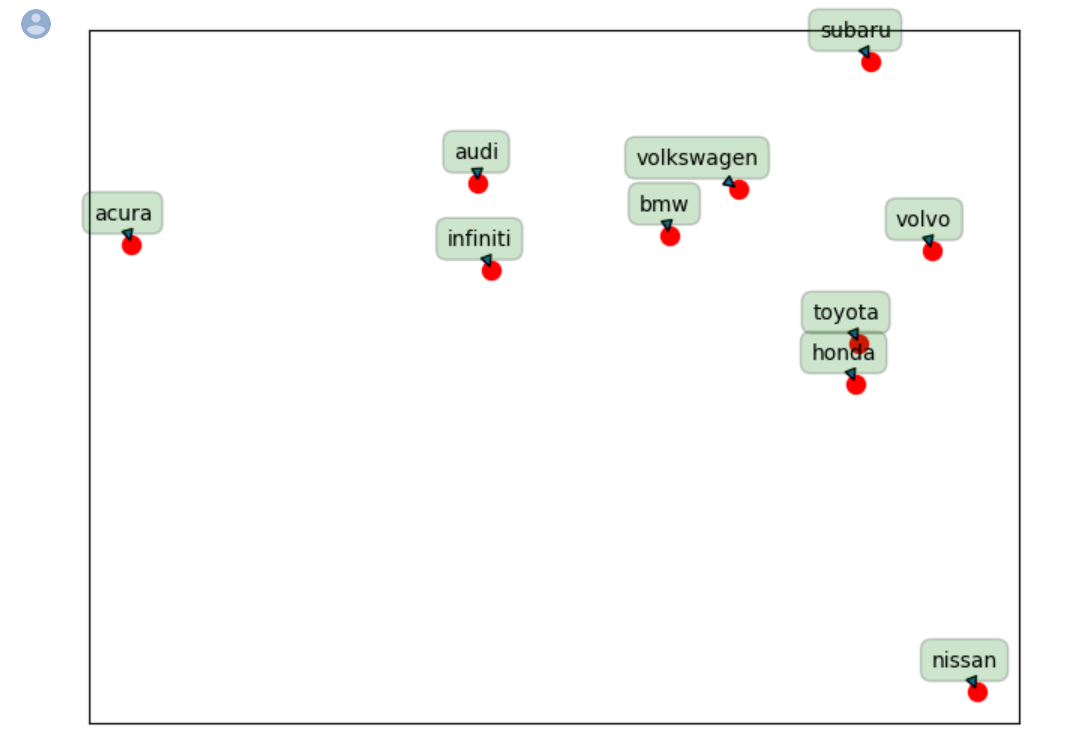 subaru
audi
volkswagen
bmw
acura
volvo
infiniti
toyota
honda
nissan